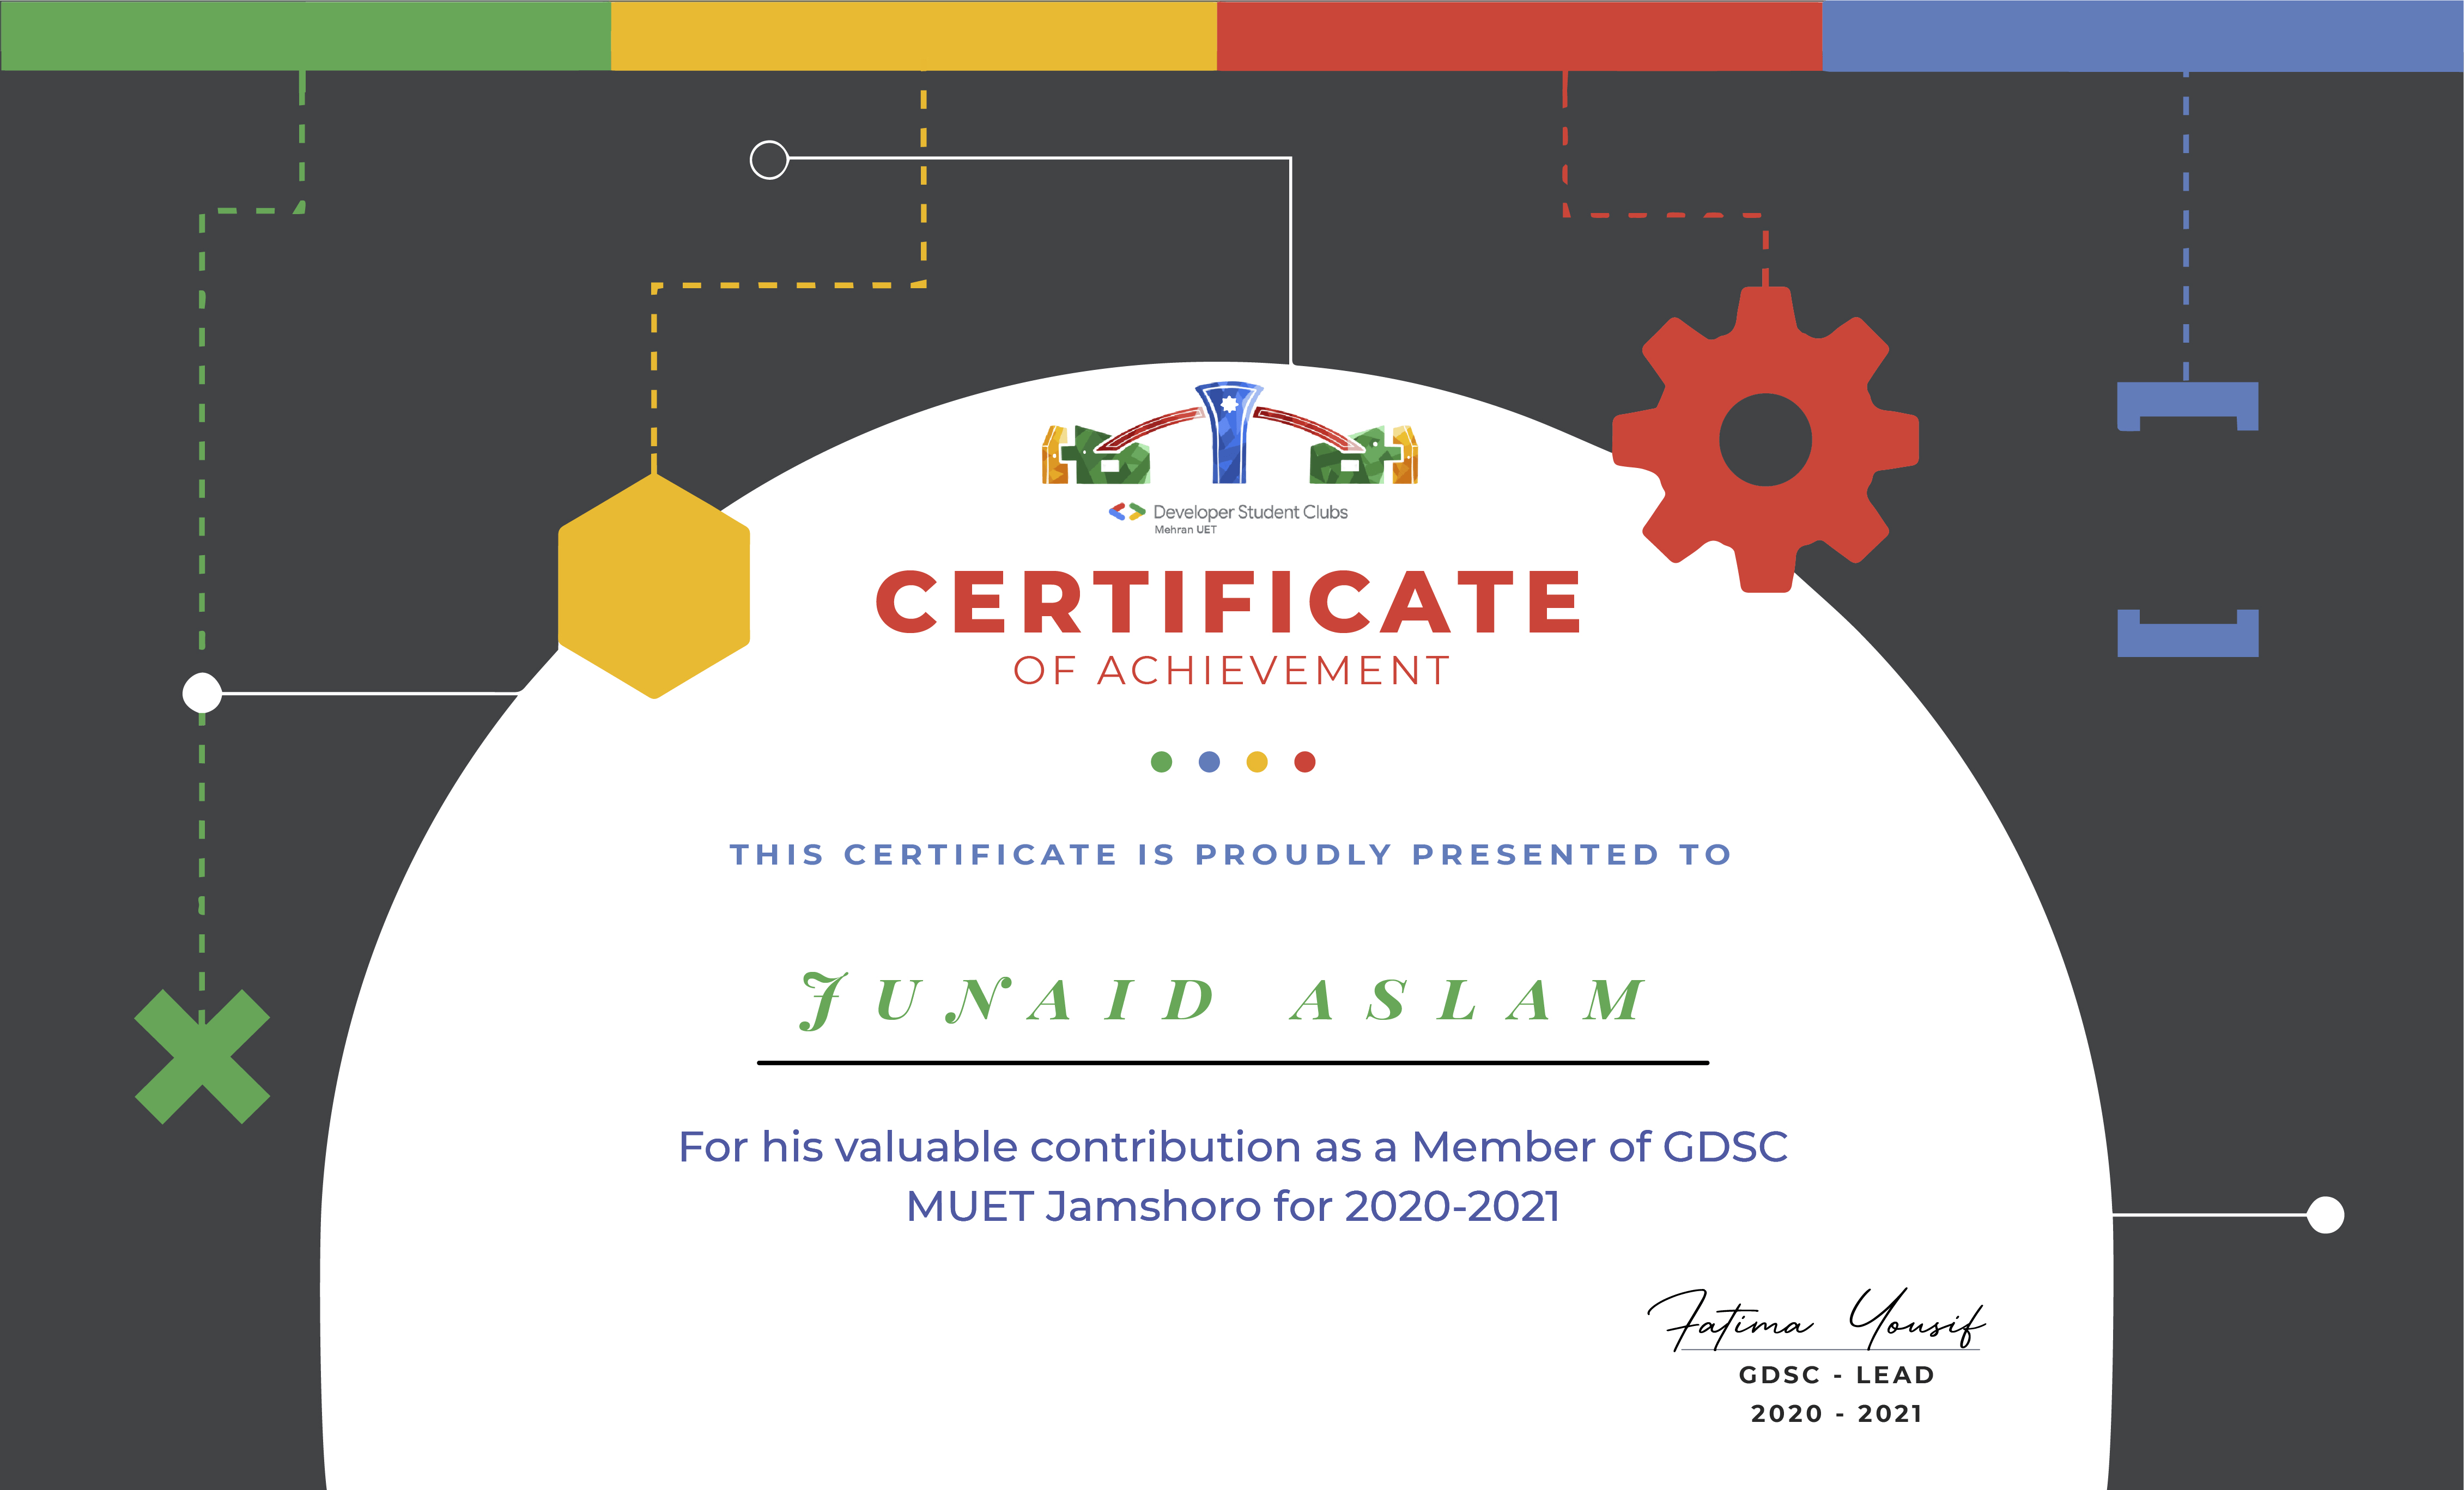 Developer Student Clubs
Mehran UET
CERTIFICATE
OF ACHIEVEMENT
THIS CERTIFICATE IS PROUDLY PRESENTED TO
JUNAID ASLAM
For his valuable contribution as a Member of GDSC
MUET Jamshoro for 2020-2021
Fatima Yousif
GDSC - LEAD
2020 - 2021